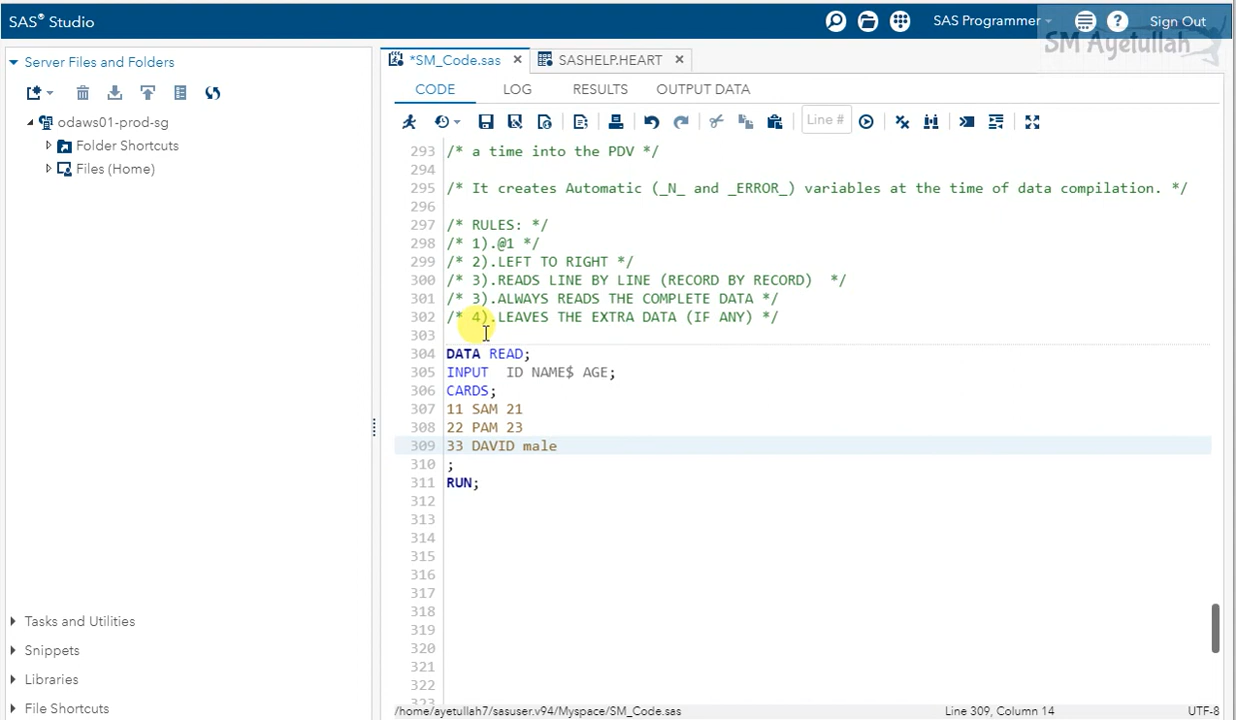 SAS® Studio
SAS Programmer
Sign Out
SM Ayetullah
Server Files and Folders
*SM_Code.sas
SASHELP.HEART
CODE LOG RESULTS OUTPUT DATA
Line #
odaws01-prod-sg
Folder Shortcuts
Files (Home)
293 /* a time into the PDV */
294
295 /* It creates Automatic (_N_ and _ERROR_) variables at the time of data compilation. */
296
297 /* RULES: */
298 /* 1).@1 */
299 /* 2).LEFT TO RIGHT */
300 /* 3).READS LINE BY LINE (RECORD BY RECORD)  */
301 /* 3).ALWAYS READS THE COMPLETE DATA */
302 /* 4).LEAVES THE EXTRA DATA (IF ANY) */
303
304 DATA READ;
305 INPUT  ID NAME$ AGE;
306 CARDS;
307 11 SAM 21
308 22 PAM 23
309 33 DAVID male
310 ;
311 RUN;
312
313
314
315
316
317
318
319
320
321
322
323
Tasks and Utilities
Snippets
Libraries
File Shortcuts
/home/ayetullah7/sasuser.v94/Myspace/SM_Code.sas
Line 309, Column 14
UTF-8